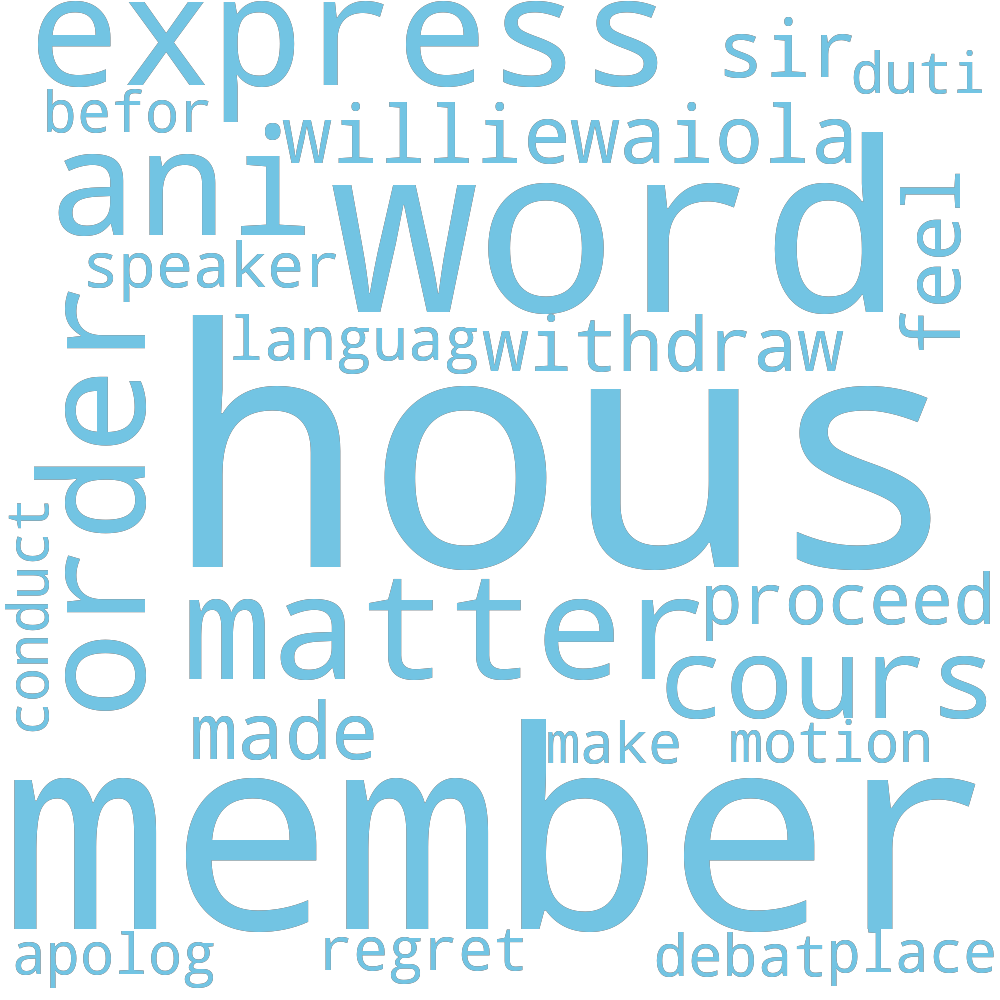 express
sir
duti
befor
williewaiola
ani
word
feel
speaker
order
languag
withdraw
hous
conduct
matter
proceed
cours
made
make
motion
member
apolog
regret
debat
place